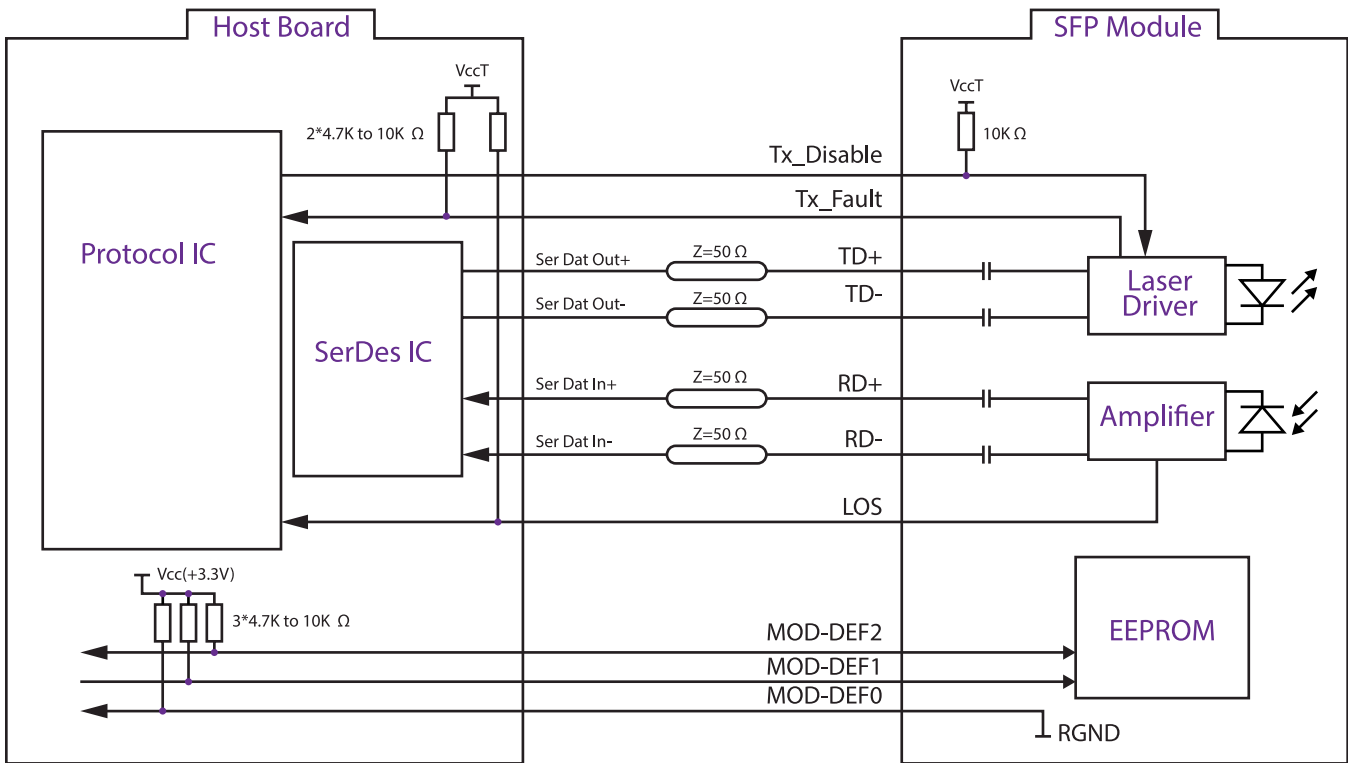 Host Board
SFP Module
VccT
VccT
2*4.7K to 10K Ω
10K Ω
Tx_Disable
Tx_Fault
Protocol IC
Ser Dat Out+
Z=50 Ω
TD+
Ser Dat Out-
Z=50 Ω
TD-
Laser
Driver
SerDes IC
Ser Dat In+
Z=50 Ω
RD+
Ser Dat In-
Z=50 Ω
RD-
Amplifier
LOS
Vcc(+3.3V)
3*4.7K to 10K Ω
MOD-DEF2
MOD-DEF1
MOD-DEF0
EEPROM
RGND